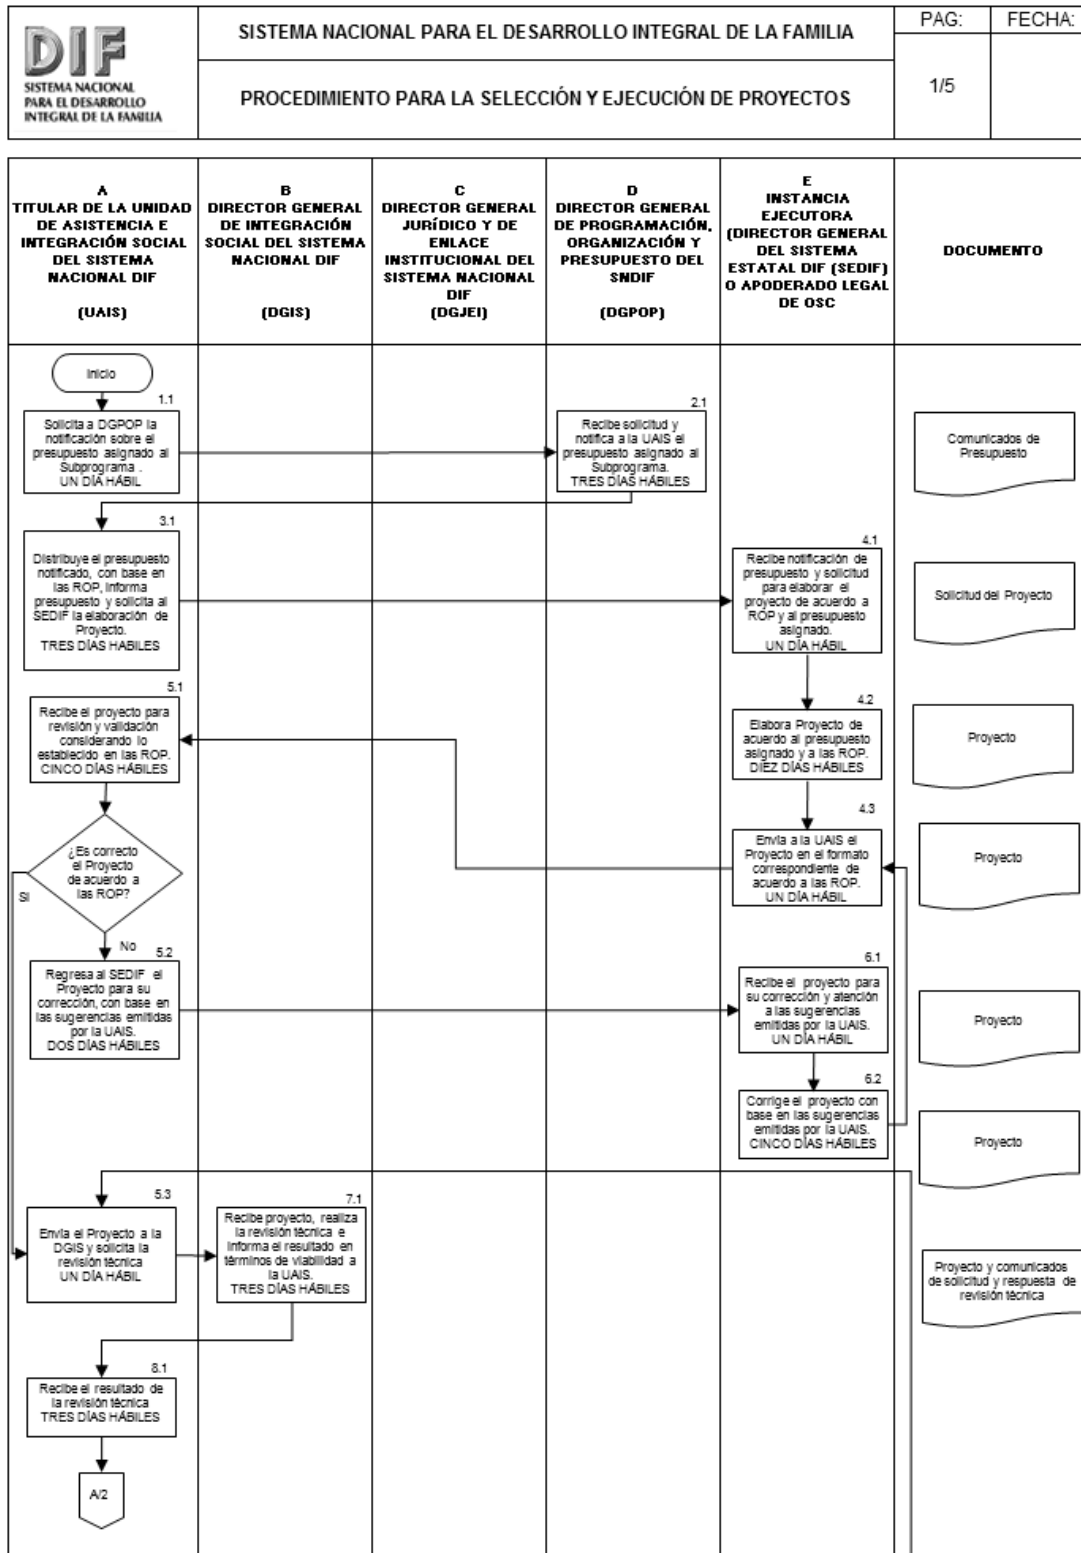 DIF
SISTEMA NACIONAL
PARA EL DESARROLLO
INTEGRAL DE LA FAMILIA
SISTEMA NACIONAL PARA EL DESARROLLO INTEGRAL DE LA FAMILIA
PROCEDIMIENTO PARA LA SELECCIÓN Y EJECUCIÓN DE PROYECTOS
PAG:
FECHA:
1/5
A
TITULAR DE LA UNIDAD
DE ASISTENCIA E
INTEGRACIÓN SOCIAL
DEL SISTEMA
NACIONAL DIF
(UAIS)
B
DIRECTOR GENERAL
DE INTEGRACIÓN
SOCIAL DEL SISTEMA
NACIONAL DIF
(DGIS)
C
DIRECTOR GENERAL
JURÍDICO Y DE
ENLACE
INSTITUCIONAL DEL
SISTEMA NACIONAL
DIF
(DGJEI)
D
DIRECTOR GENERAL
DE PROGRAMACIÓN,
ORGANIZACIÓN Y
PRESUPUESTO DEL
SNDIF
(DGPOP)
E
INSTANCIA
EJECUTORA
(DIRECTOR GENERAL
DEL SISTEMA
ESTATAL DIF (SEDIF)
O APODERADO LEGAL
DE OSC
DOCUMENTO
Inicio
1.1
Solicita a DGPOP la
notificación sobre el
presupuesto asignado al
Subprograma .
UN DÍA HÁBIL
2.1
Recibe solicitud y
notifica a la UAIS el
presupuesto asignado al
Subprograma.
TRES DÍAS HÁBILES
Comunicados de
Presupuesto
3.1
Distribuye el presupuesto
notificado, con base en
las ROP, informa
presupuesto y solicita al
SEDIF la elaboración de
Proyecto.
TRES DÍAS HABILES
4.1
Recibe notificación de
presupuesto y solicitud
para elaborar el
proyecto de acuerdo a
ROP y al presupuesto
asignado.
UN DÍA HÁBIL
Solicitud del Proyecto
5.1
Recibe el proyecto para
revisión y validación
considerando lo
establecido en las ROP.
CINCO DÍAS HÁBILES
4.2
Elabora Proyecto de
acuerdo al presupuesto
asignado y a las ROP.
DIEZ DÍAS HÁBILES
Proyecto
¿Es correcto
el Proyecto
de acuerdo a
las ROP?
Si
No
4.3
Envía a la UAIS el
Proyecto en el formato
correspondiente de
acuerdo a las ROP.
UN DÍA HÁBIL
Proyecto
5.2
Regresa al SEDIF el
Proyecto para su
corrección, con base en
las sugerencias emitidas
por la UAIS.
DOS DÍAS HÁBILES
6.1
Recibe el proyecto para
su corrección y atención
a las sugerencias
emitidas por la UAIS.
UN DÍA HÁBIL
Proyecto
6.2
Corrige el proyecto con
base en las sugerencias
emitidas por la UAIS.
CINCO DÍAS HÁBILES
Proyecto
5.3
Envía el Proyecto a la
DGIS y solicita la
revisión técnica
UN DÍA HÁBIL
7.1
Recibe proyecto, realiza
la revisión técnica e
informa el resultado en
términos de viabilidad a
la UAIS.
TRES DÍAS HÁBILES
Proyecto y comunicados
de solicitud y respuesta de
revisión técnica
8.1
Recibe el resultado de
la revisión técnica
TRES DÍAS HÁBILES
A/2